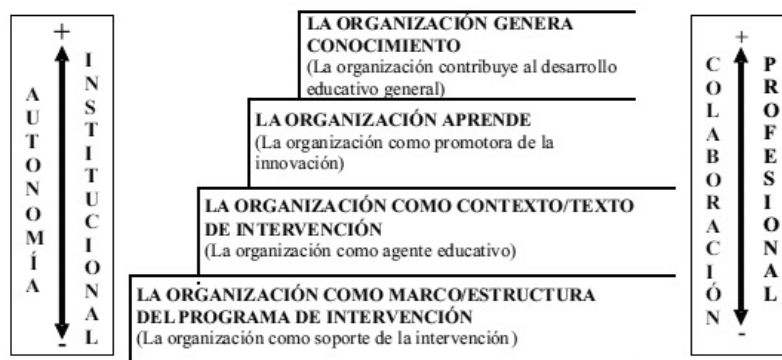 +
AUTONOMÍA
INSTITUCIONAL
-
LA ORGANIZACIÓN GENERA
CONOCIMIENTO
(La organización contribuye al desarrollo
educativo general)
LA ORGANIZACIÓN APRENDE
(La organización como promotora de la
innovación)
LA ORGANIZACIÓN COMO CONTEXTO/TEXTO
DE INTERVENCIÓN
(La organización como agente educativo)
LA ORGANIZACIÓN COMO MARCO/ESTRUCTURA
DEL PROGRAMA DE INTERVENCIÓN
(La organización como soporte de la intervención)
+
COLABORACIÓN
PROFESIONAL
-